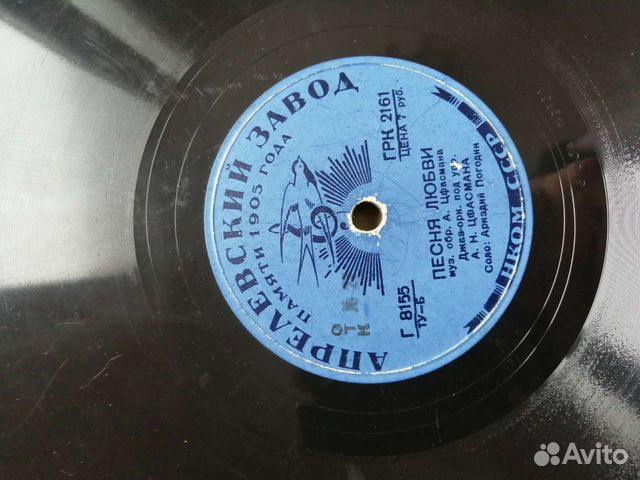 АПРЕЛЕВСКИЙ ЗАВОД
ПАМЯТИ 1905 ГОДА
ГРК 2161
ЦЕНА 7 руб.
ПЕСНЯ ЛЮБВИ
муз. обр. А. Цфасмана
Джаз-орк. под упр.
А. Н. ЦФАСМАНА
Соло: Аркадий Погодин
Г 8155
ТУ—Б
НКОМ СССР
Avito